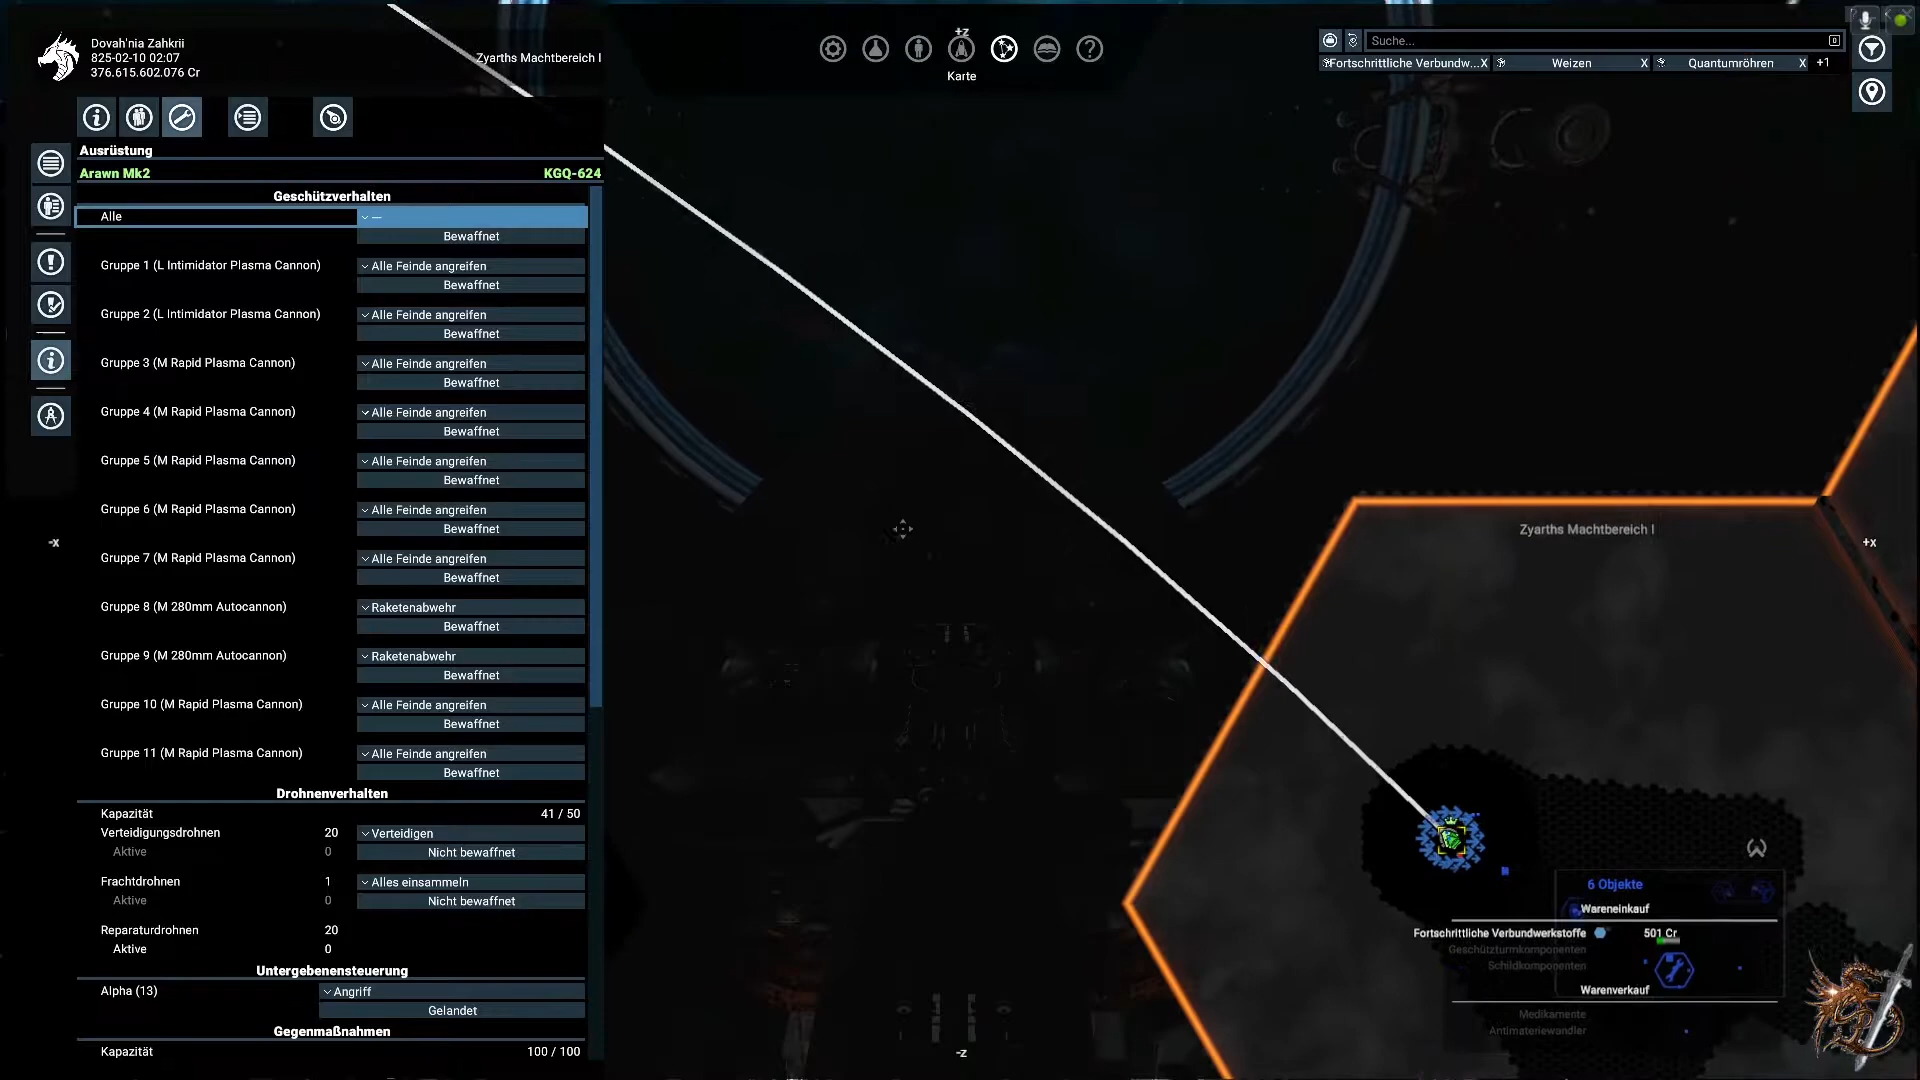 Dovah'nia Zahkrii
825-02-10 02:07
376.615.602.076 Cr
Zyarths Machtbereich I
+z
Karte
Suche...
Fortschrittliche Verbundw... X
Weizen X
Quantumröhren X
+1
Ausrüstung
Arawn Mk2 KGQ-624
Geschützverhalten
Alle —
Bewaffnet
Gruppe 1 (L Intimidator Plasma Cannon) Alle Feinde angreifen
Bewaffnet
Gruppe 2 (L Intimidator Plasma Cannon) Alle Feinde angreifen
Bewaffnet
Gruppe 3 (M Rapid Plasma Cannon) Alle Feinde angreifen
Bewaffnet
Gruppe 4 (M Rapid Plasma Cannon) Alle Feinde angreifen
Bewaffnet
Gruppe 5 (M Rapid Plasma Cannon) Alle Feinde angreifen
Bewaffnet
Gruppe 6 (M Rapid Plasma Cannon) Alle Feinde angreifen
Bewaffnet
Gruppe 7 (M Rapid Plasma Cannon) Alle Feinde angreifen
Bewaffnet
Gruppe 8 (M 280mm Autocannon) Raketenabwehr
Bewaffnet
Gruppe 9 (M 280mm Autocannon) Raketenabwehr
Bewaffnet
Gruppe 10 (M Rapid Plasma Cannon) Alle Feinde angreifen
Bewaffnet
Gruppe 11 (M Rapid Plasma Cannon) Alle Feinde angreifen
Bewaffnet
Drohnenverhalten
Kapazität 41 / 50
Verteidigungsdrohnen 20 Verteidigen
Aktive 0 Nicht bewaffnet
Frachtdrohnen 1 Alles einsammeln
Aktive 0 Nicht bewaffnet
Reparaturdrohnen 20
Aktive 0
Untergebenensteuerung
Alpha (13) Angriff
Gelandet
Gegenmaßnahmen
Kapazität 100 / 100
-x
+x
-z
Zyarths Machtbereich I
6 Objekte
Wareneinkauf
Fortschrittliche Verbundwerkstoffe 501 Cr
Geschützturmkomponenten
Schildkomponenten
Warenverkauf
Medikamente
Antimateriewandler